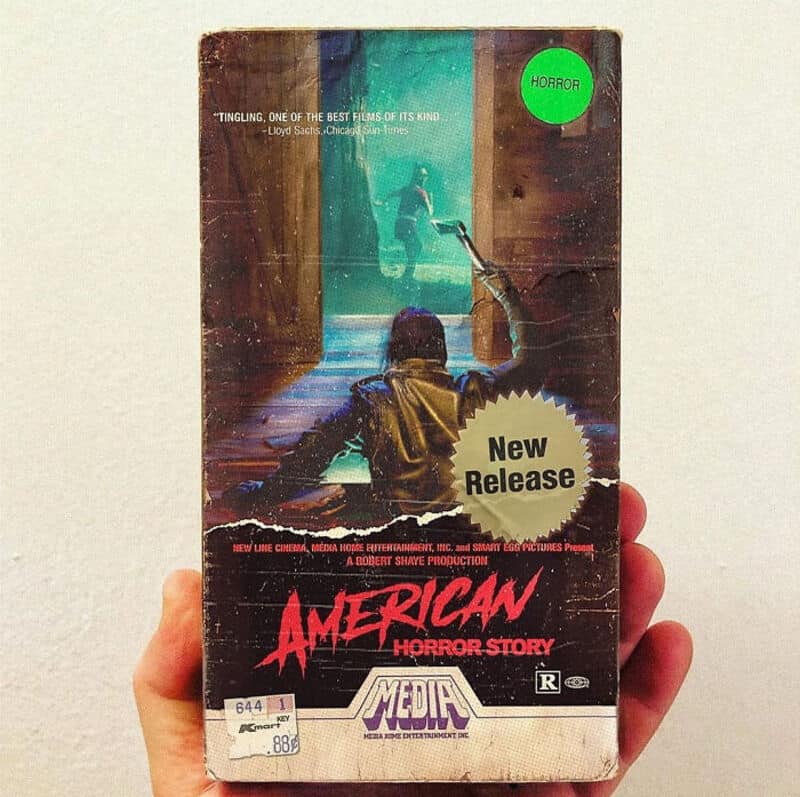 HORROR
"TINGLING, ONE OF THE BEST FILMS OF ITS KIND..."
–Lloyd Sachs, Chicago Sun-Times
New
Release
NEW LINE CINEMA, MEDIA HOME ENTERTAINMENT, INC. and SMART EGG PICTURES Present
A ROBERT SHAYE PRODUCTION
AMERICAN
HORROR STORY
R
MEDIA
MEDIA HOME ENTERTAINMENT INC.
644 1
KEY
Kmart
.88¢